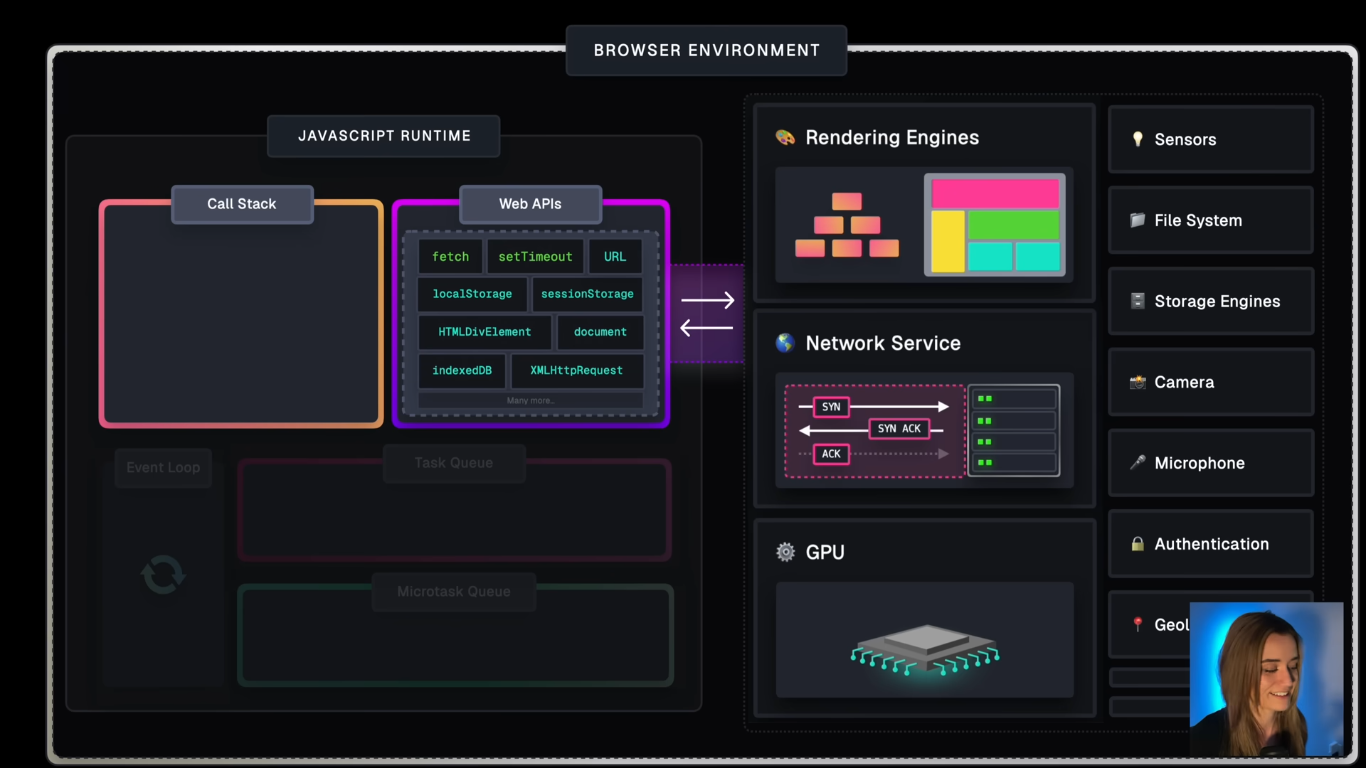 BROWSER ENVIRONMENT
JAVASCRIPT RUNTIME
Call Stack
Web APIs
fetch
setTimeout
URL
localStorage
sessionStorage
HTMLDivElement
document
indexedDB
XMLHttpRequest
Many more…
Event Loop
Task Queue
Microtask Queue
Rendering Engines
Network Service
SYN
SYN ACK
ACK
GPU
Sensors
File System
Storage Engines
Camera
Microphone
Authentication
Geol